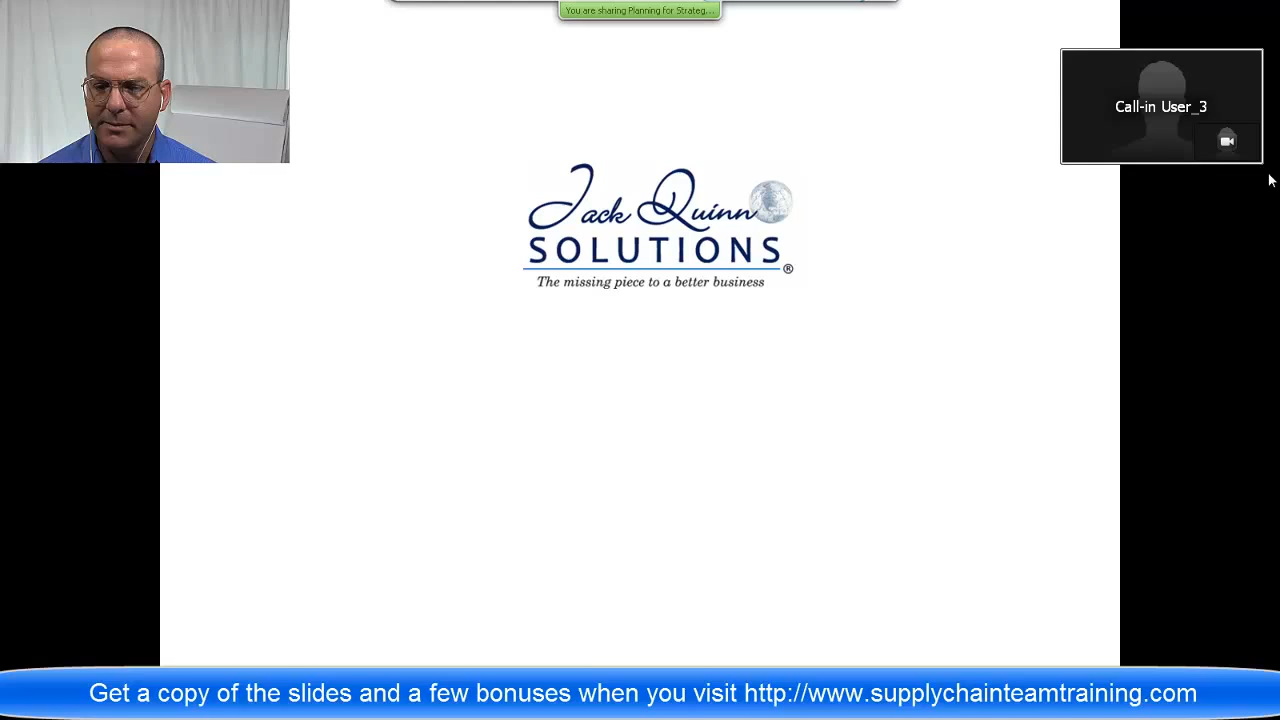 You are sharing Planning for Strateg...
Call-in User_3
Jack Quinn
SOLUTIONS
®
The missing piece to a better business
Get a copy of the slides and a few bonuses when you visit http://www.supplychainteamtraining.com